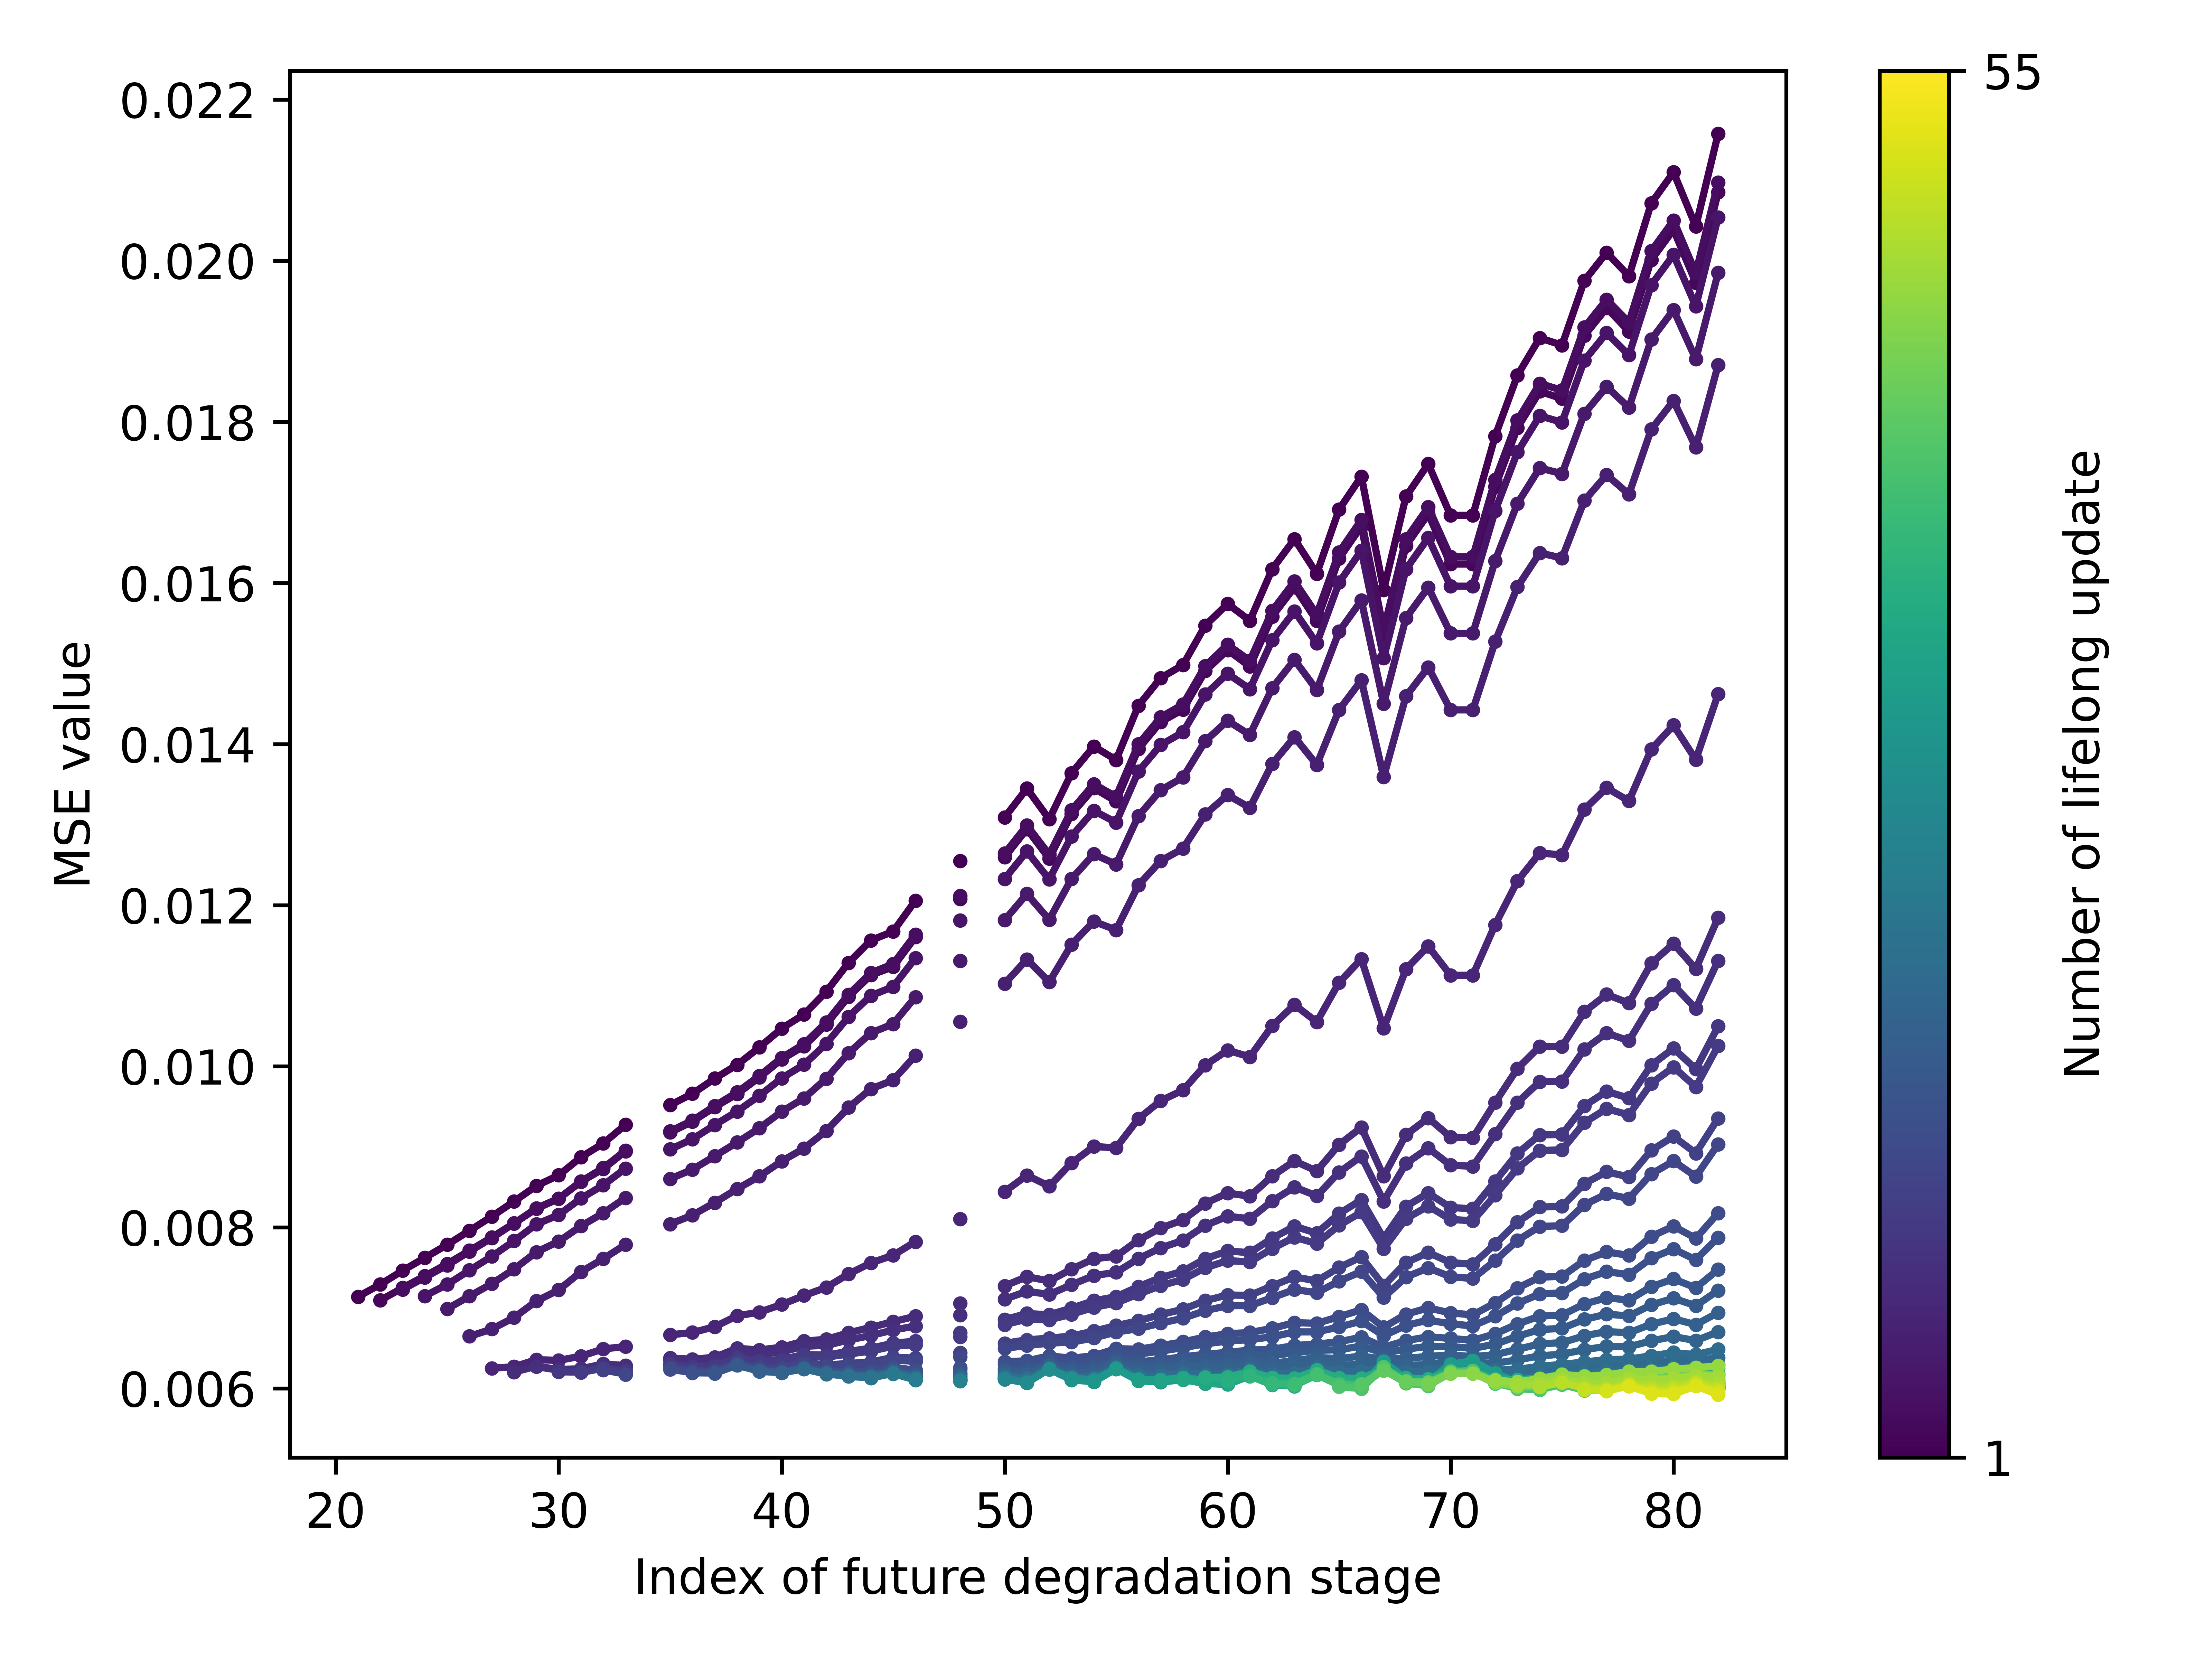 0.022
0.020
0.018
0.016
0.014
0.012
0.010
0.008
0.006
MSE value
20 30 40 50 60 70 80
Index of future degradation stage
55
1
Number of lifelong update